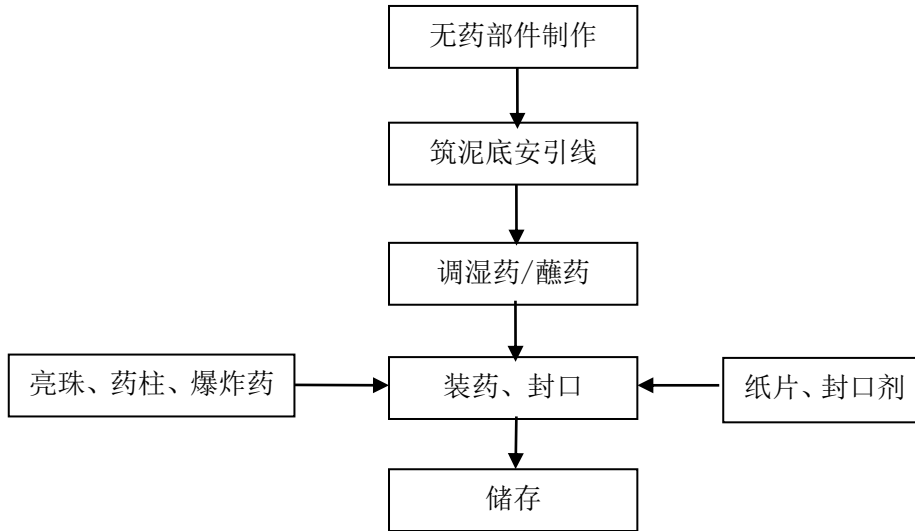 无药部件制作
筑泥底安引线
调湿药/蘸药
亮珠、药柱、爆炸药
装药、封口
纸片、封口剂
储存